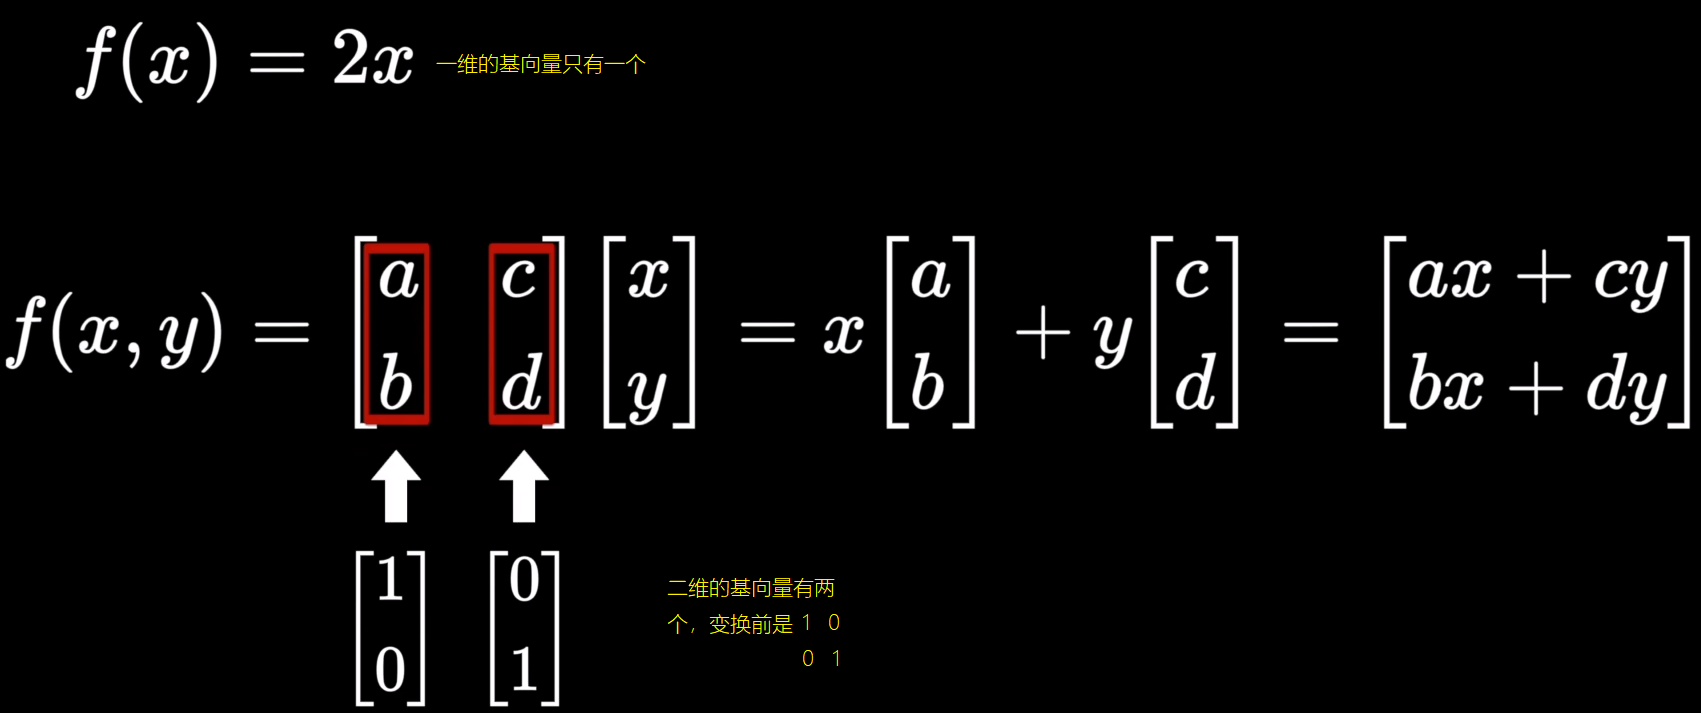 f(x) = 2x 一维的基向量只有一个
f(x, y) = [a c; b d] [x; y] = x [a; b] + y [c; d] = [ax + cy; bx + dy]
[1; 0] [0; 1]
二维的基向量有两
个，变换前是 1 0
0 1